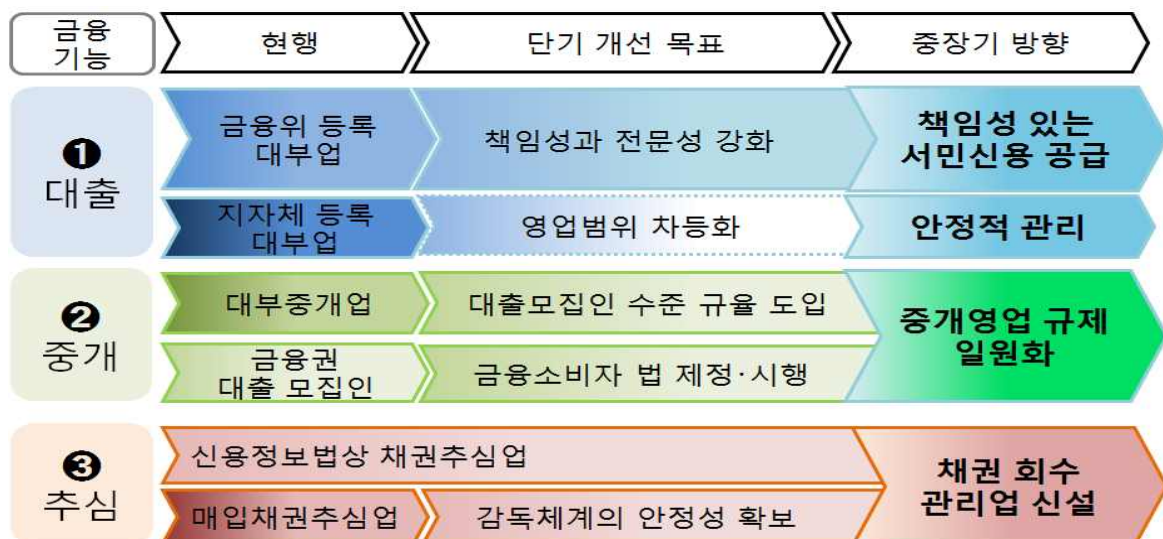 금융
기능
현행
단기 개선 목표
중장기 방향
❶
대출
금융위 등록
대부업
책임성과 전문성 강화
책임성 있는
서민신용 공급
지자체 등록
대부업
영업범위 차등화
안정적 관리
❷
중개
대부중개업
대출모집인 수준 규율 도입
중개영업 규제
일원화
금융권
대출 모집인
금융소비자 법 제정·시행
❸
추심
신용정보법상 채권추심업
채권 회수
관리업 신설
매입채권추심업
감독체계의 안정성 확보